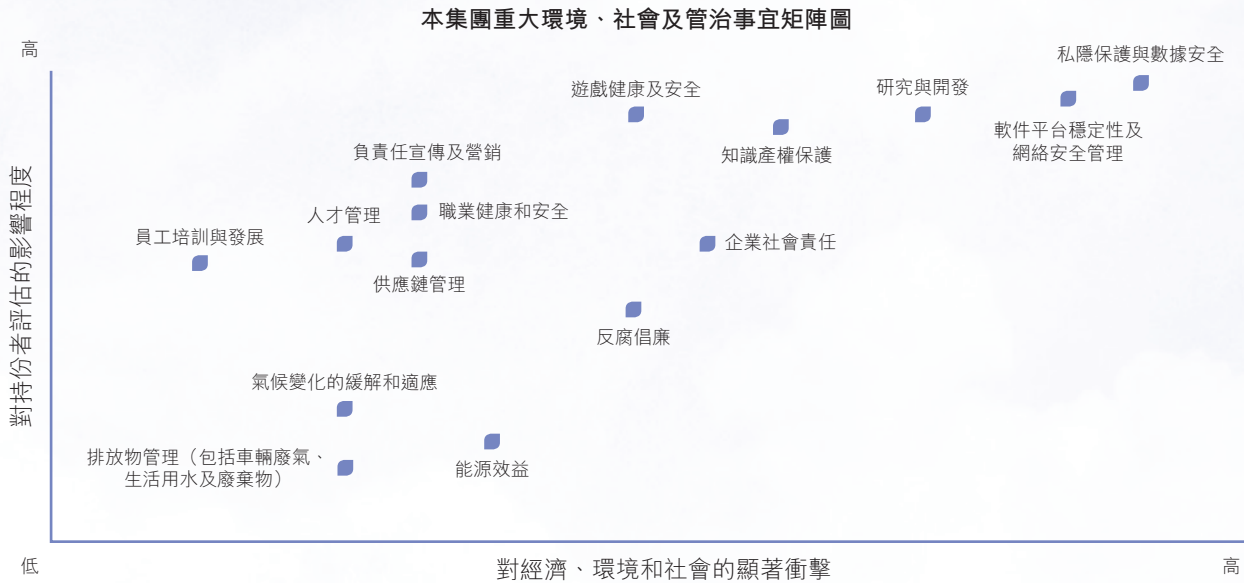 本集團重大環境、社會及管治事宜矩陣圖
高
私隱保護與數據安全
遊戲健康及安全
研究與開發
軟件平台穩定性及
網絡安全管理
負責任宣傳及營銷
知識產權保護
人才管理
職業健康和安全
員工培訓與發展
企業社會責任
供應鏈管理
反腐倡廉
氣候變化的緩解和適應
排放物管理（包括車輛廢氣、
生活用水及廢棄物）
能源效益
對持份者評估的影響程度
低
對經濟、環境和社會的顯著衝擊
高